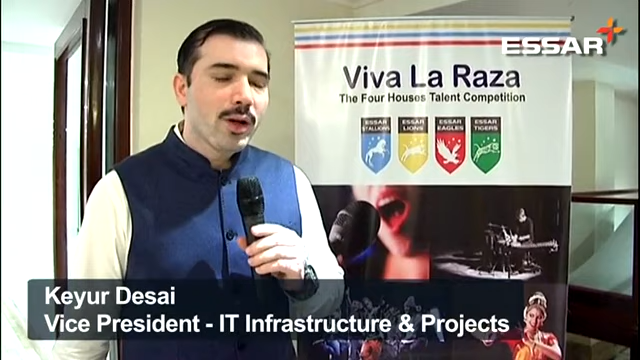 ESSAR
Viva La Raza
The Four Houses Talent Competition
ESSAR STALLIONS
ESSAR LIONS
ESSAR EAGLES
ESSAR TIGERS
Keyur Desai
Vice President - IT Infrastructure & Projects